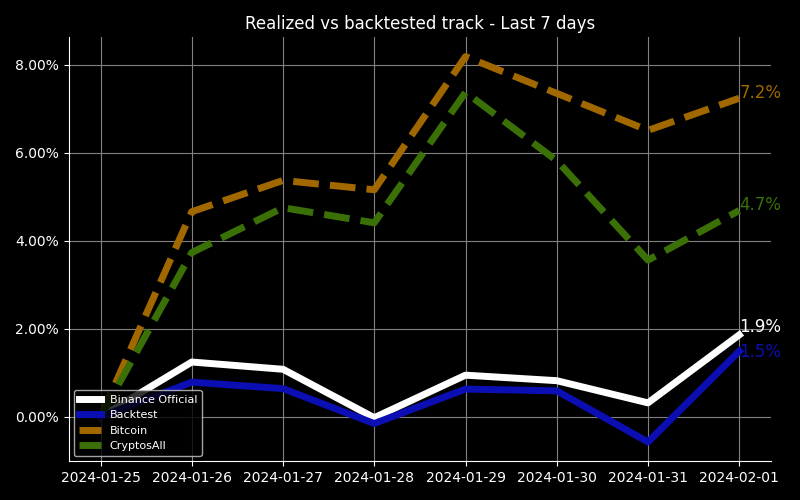 Realized vs backtested track - Last 7 days
8.00%
7.2%
6.00%
4.7%
4.00%
2.00%
1.9%
1.5%
0.00%
Binance Official
Backtest
Bitcoin
CryptosAll
2024-01-25 2024-01-26 2024-01-27 2024-01-28 2024-01-29 2024-01-30 2024-01-31 2024-02-01